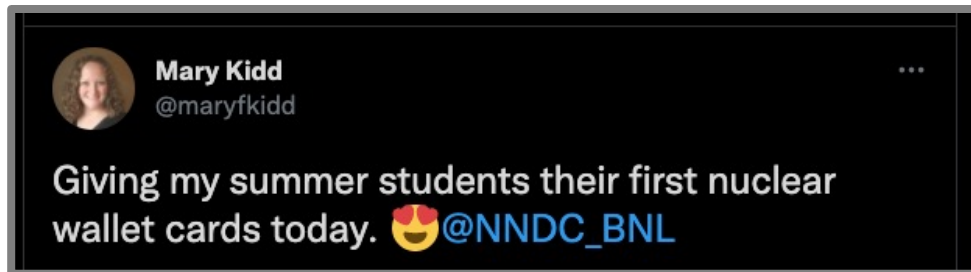 Mary Kidd
@maryfkidd
Giving my summer students their first nuclear
wallet cards today. 😍@NNDC_BNL